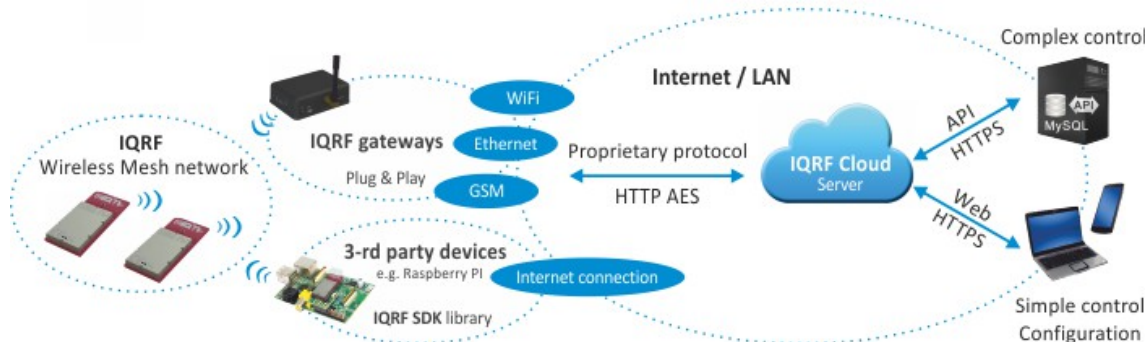 IQRF
Wireless Mesh network
IQRF gateways
Plug & Play
WiFi
Ethernet
GSM
3-rd party devices
e.g. Raspberry PI
IQRF SDK library
Internet connection
Internet / LAN
Proprietary protocol
HTTP AES
IQRF Cloud
Server
API
HTTPS
Web
HTTPS
Complex control
API
MySQL
Simple control
Configuration